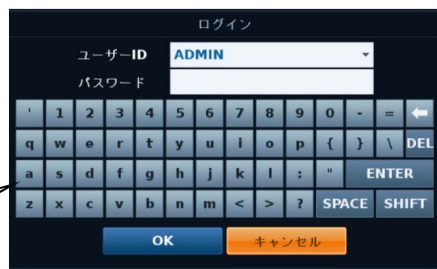 ログイン
ユーザーID ADMIN
パスワード
' 1 2 3 4 5 6 7 8 9 0 - =
q w e r t y u i o p { } \ DEL
a s d f g h j k l : " ENTER
z x c v b n m < > ? SPACE SHIFT
OK キャンセル